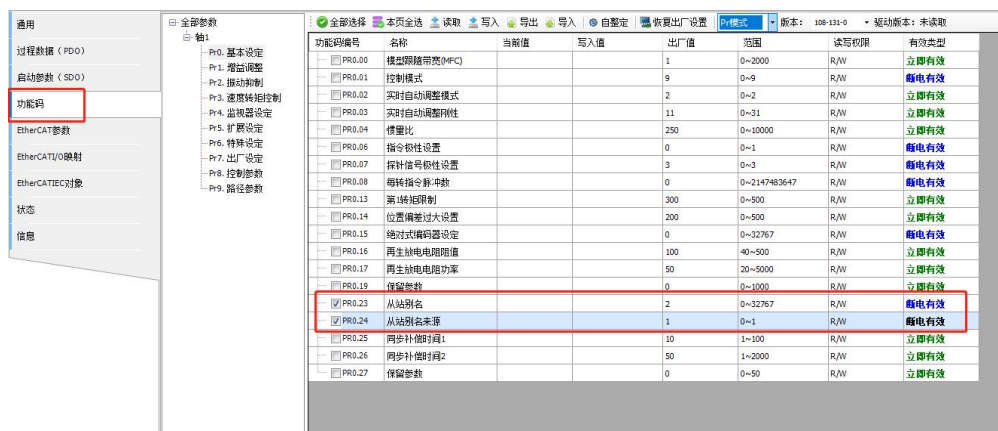 通用
过程数据（PDO）
启动参数（SDO）
功能码
EtherCAT参数
EtherCATI/O映射
EtherCATIEC对象
状态
信息
全部参数
轴1
Pr0. 基本设定
Pr1. 增益调整
Pr2. 振动抑制
Pr3. 速度转矩控制
Pr4. 监视器设定
Pr5. 扩展设定
Pr6. 特殊设定
Pr7. 出厂设定
Pr8. 控制参数
Pr9. 路径参数
全部选择 本页全选 读取 写入 导出 导入 自整定 恢复出厂设置 Pr模式 版本： 108-131-0 驱动版本：未读取
功能码编号 名称 当前值 写入值 出厂值 范围 读写权限 有效类型
PR0.00 模型跟随带宽(MFC) 1 0~2000 R/W 立即有效
PR0.01 控制模式 9 0~9 R/W 断电有效
PR0.02 实时自动调整模式 2 0~2 R/W 立即有效
PR0.03 实时自动调整刚性 11 0~31 R/W 立即有效
PR0.04 惯量比 250 0~10000 R/W 立即有效
PR0.06 指令极性设置 0 0~1 R/W 断电有效
PR0.07 探针信号极性设置 3 0~3 R/W 断电有效
PR0.08 每转指令脉冲数 0 0~2147483647 R/W 断电有效
PR0.13 第1转矩限制 300 0~500 R/W 立即有效
PR0.14 位置偏差过大设置 200 0~500 R/W 立即有效
PR0.15 绝对式编码器设定 0 0~32767 R/W 断电有效
PR0.16 再生放电电阻阻值 100 40~500 R/W 立即有效
PR0.17 再生放电电阻功率 50 20~5000 R/W 立即有效
PR0.19 保留参数 0 0~1000 R/W 立即有效
PR0.23 从站别名 2 0~32767 R/W 断电有效
PR0.24 从站别名来源 1 0~1 R/W 断电有效
PR0.25 同步补偿时间1 10 1~100 R/W 立即有效
PR0.26 同步补偿时间2 50 1~2000 R/W 立即有效
PR0.27 保留参数 0 0~50 R/W 立即有效